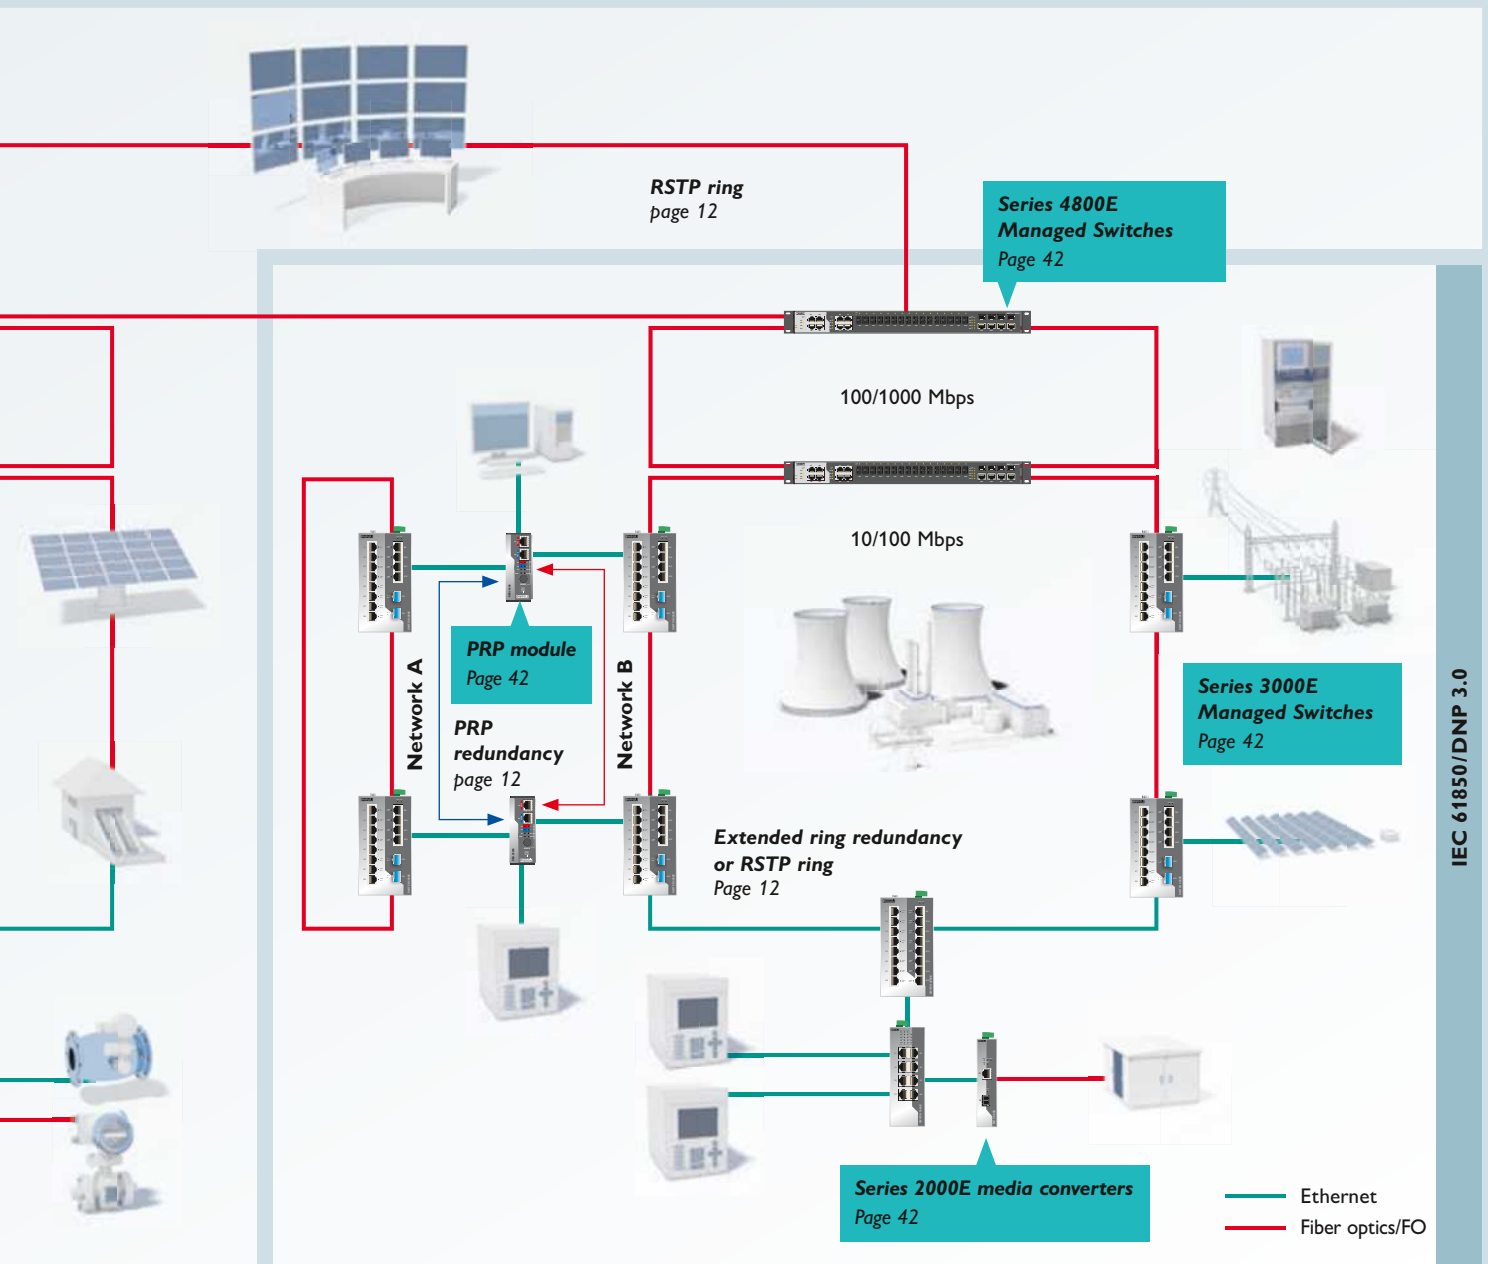 RSTP ring
page 12
Series 4800E
Managed Switches
Page 42
100/1000 Mbps
10/100 Mbps
PRP module
Page 42
Network A
Network B
PRP
redundancy
page 12
Series 3000E
Managed Switches
Page 42
IEC 61850/DNP 3.0
Extended ring redundancy
or RSTP ring
Page 12
Series 2000E media converters
Page 42
Ethernet
Fiber optics/FO